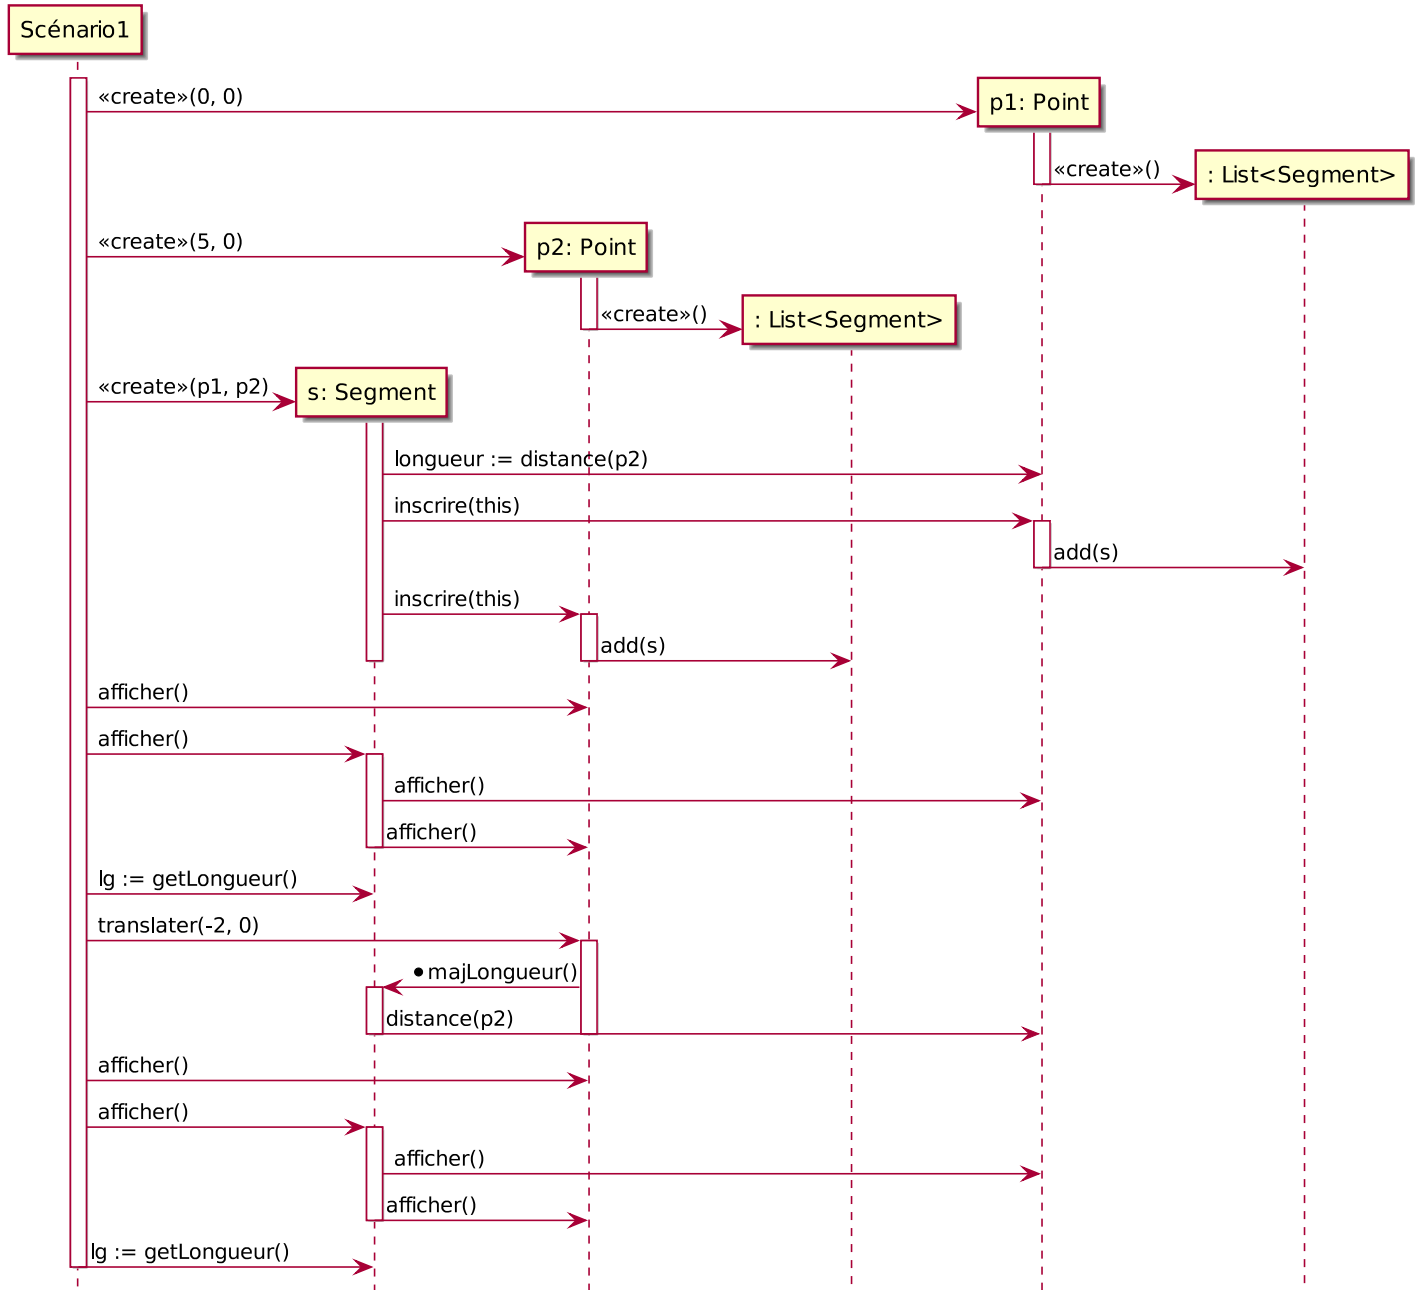 Scénario1
«create»(0, 0)
p1: Point
«create»()
: List<Segment>
«create»(5, 0)
p2: Point
«create»()
: List<Segment>
«create»(p1, p2)
s: Segment
longueur := distance(p2)
inscrire(this)
add(s)
inscrire(this)
add(s)
afficher()
afficher()
afficher()
afficher()
lg := getLongueur()
translater(-2, 0)
majLongueur()
distance(p2)
afficher()
afficher()
afficher()
afficher()
lg := getLongueur()